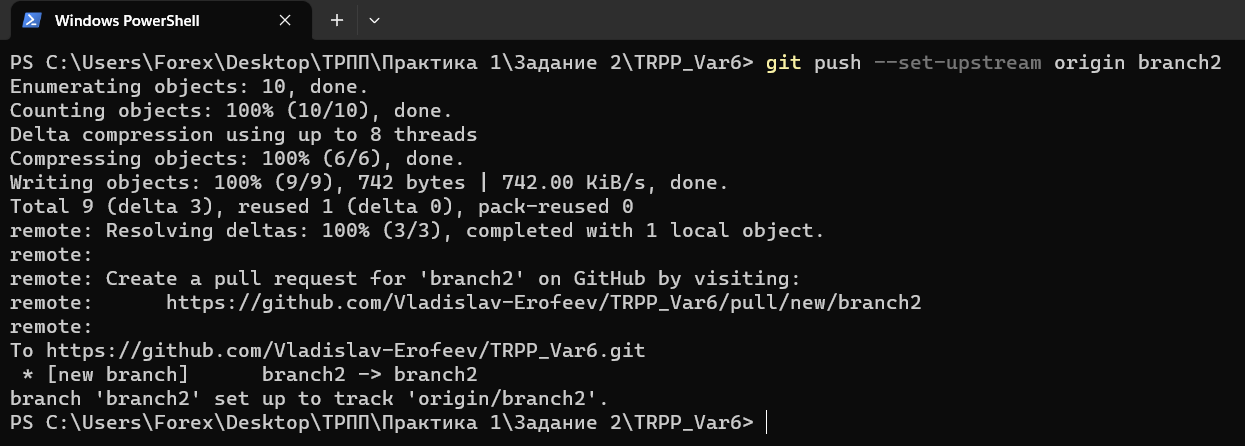 Windows PowerShell
PS C:\Users\Forex\Desktop\ТРПП\Практика 1\Задание 2\TRPP_Var6> git push --set-upstream origin branch2
Enumerating objects: 10, done.
Counting objects: 100% (10/10), done.
Delta compression using up to 8 threads
Compressing objects: 100% (6/6), done.
Writing objects: 100% (9/9), 742 bytes | 742.00 KiB/s, done.
Total 9 (delta 3), reused 1 (delta 0), pack-reused 0
remote: Resolving deltas: 100% (3/3), completed with 1 local object.
remote:
remote: Create a pull request for 'branch2' on GitHub by visiting:
remote:      https://github.com/Vladislav-Erofeev/TRPP_Var6/pull/new/branch2
remote:
To https://github.com/Vladislav-Erofeev/TRPP_Var6.git
 * [new branch]      branch2 -> branch2
branch 'branch2' set up to track 'origin/branch2'.
PS C:\Users\Forex\Desktop\ТРПП\Практика 1\Задание 2\TRPP_Var6>